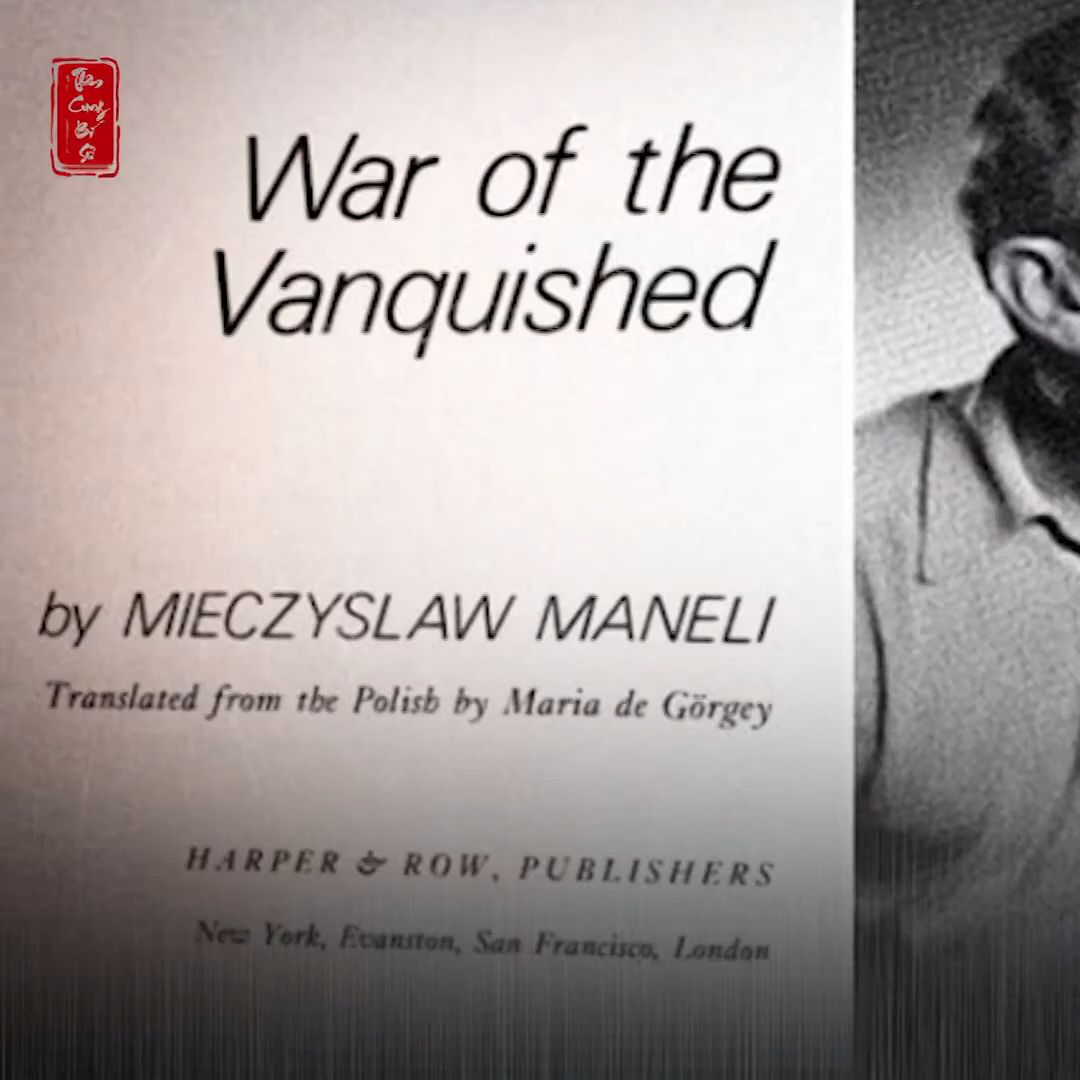 War of the
Vanquished
by MIECZYSLAW MANELI
Translated from the Polish by Maria de Görgey
HARPER & ROW, PUBLISHERS
New York, Evanston, San Francisco, London